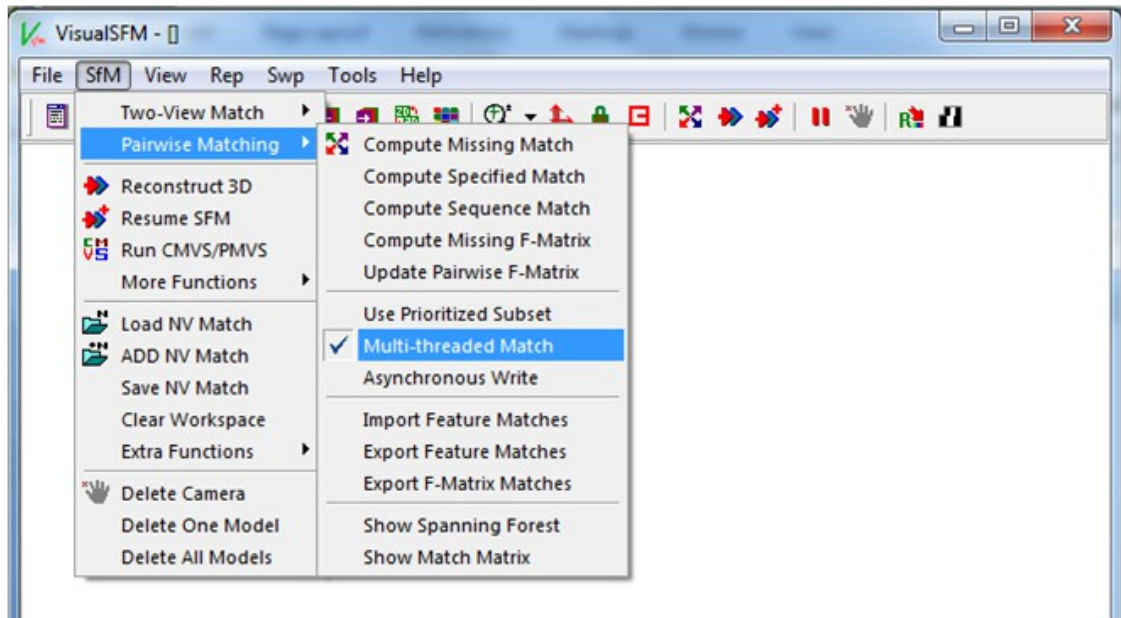 VisualSFM - []
File SfM View Rep Swp Tools Help
Two-View Match
Pairwise Matching
Reconstruct 3D
Resume SFM
Run CMVS/PMVS
More Functions
Load NV Match
ADD NV Match
Save NV Match
Clear Workspace
Extra Functions
Delete Camera
Delete One Model
Delete All Models
Compute Missing Match
Compute Specified Match
Compute Sequence Match
Compute Missing F-Matrix
Update Pairwise F-Matrix
Use Prioritized Subset
Multi-threaded Match
Asynchronous Write
Import Feature Matches
Export Feature Matches
Export F-Matrix Matches
Show Spanning Forest
Show Match Matrix